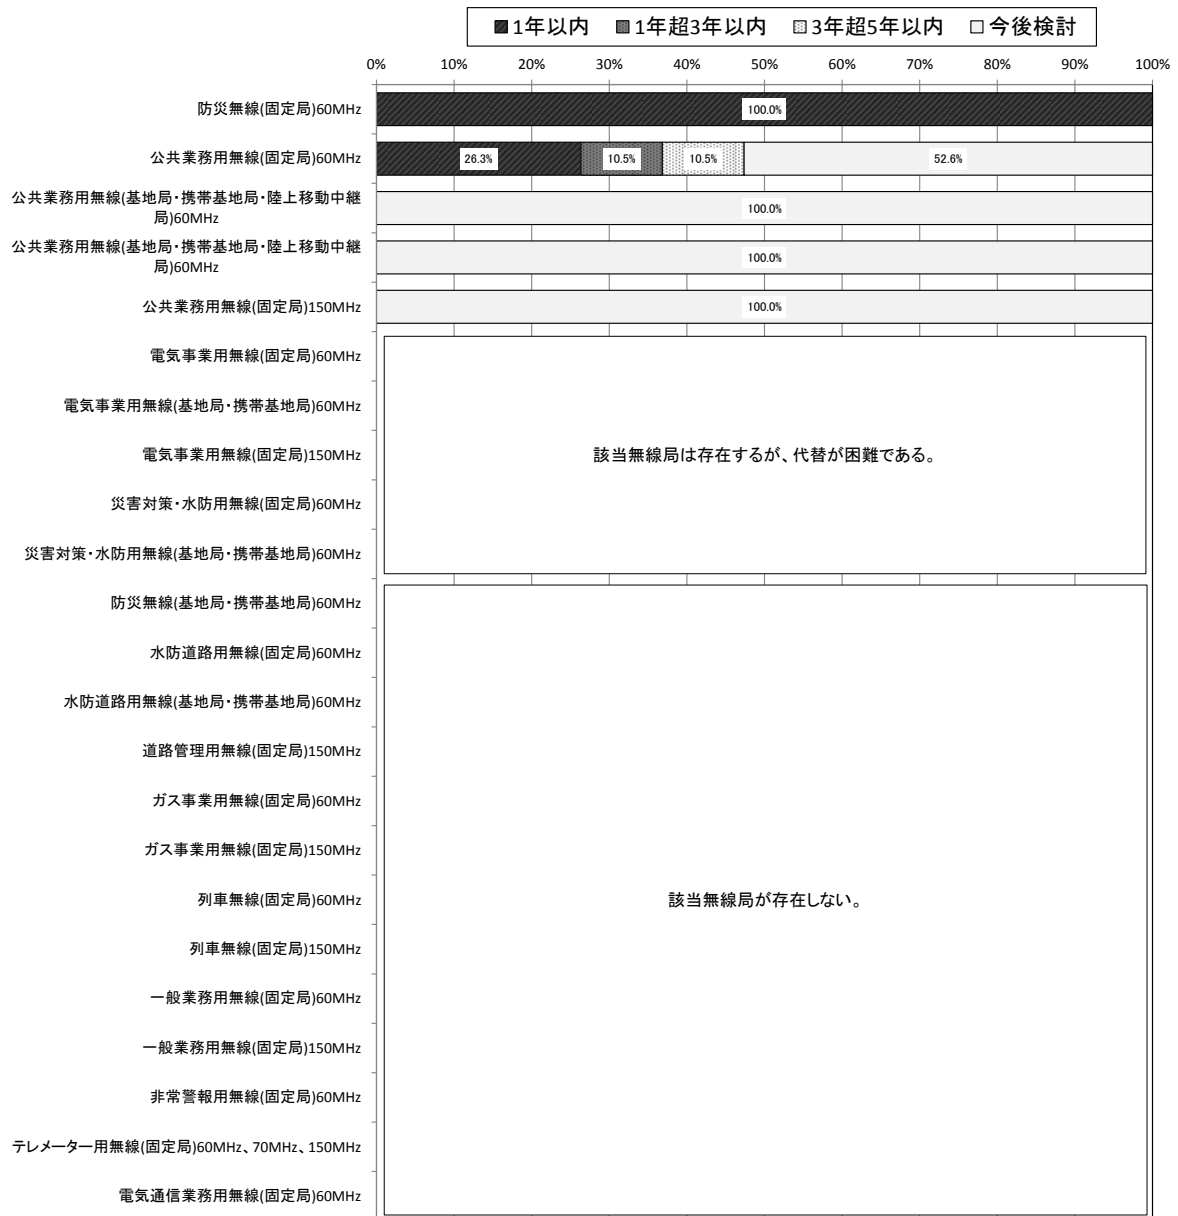 1年以内 1年超3年以内 3年超5年以内 今後検討
0% 10% 20% 30% 40% 50% 60% 70% 80% 90% 100%
防災無線(固定局)60MHz
100.0%
公共業務用無線(固定局)60MHz
26.3% 10.5% 10.5% 52.6%
公共業務用無線(基地局・携帯基地局・陸上移動中継
局)60MHz
100.0%
公共業務用無線(基地局・携帯基地局・陸上移動中継
局)60MHz
100.0%
公共業務用無線(固定局)150MHz
100.0%
電気事業用無線(固定局)60MHz
電気事業用無線(基地局・携帯基地局)60MHz
電気事業用無線(固定局)150MHz
該当無線局は存在するが、代替が困難である。
災害対策・水防用無線(固定局)60MHz
災害対策・水防用無線(基地局・携帯基地局)60MHz
防災無線(基地局・携帯基地局)60MHz
水防道路用無線(固定局)60MHz
水防道路用無線(基地局・携帯基地局)60MHz
道路管理用無線(固定局)150MHz
ガス事業用無線(固定局)60MHz
ガス事業用無線(固定局)150MHz
列車無線(固定局)60MHz
該当無線局が存在しない。
列車無線(固定局)150MHz
一般業務用無線(固定局)60MHz
一般業務用無線(固定局)150MHz
非常警報用無線(固定局)60MHz
テレメーター用無線(固定局)60MHz、70MHz、150MHz
電気通信業務用無線(固定局)60MHz